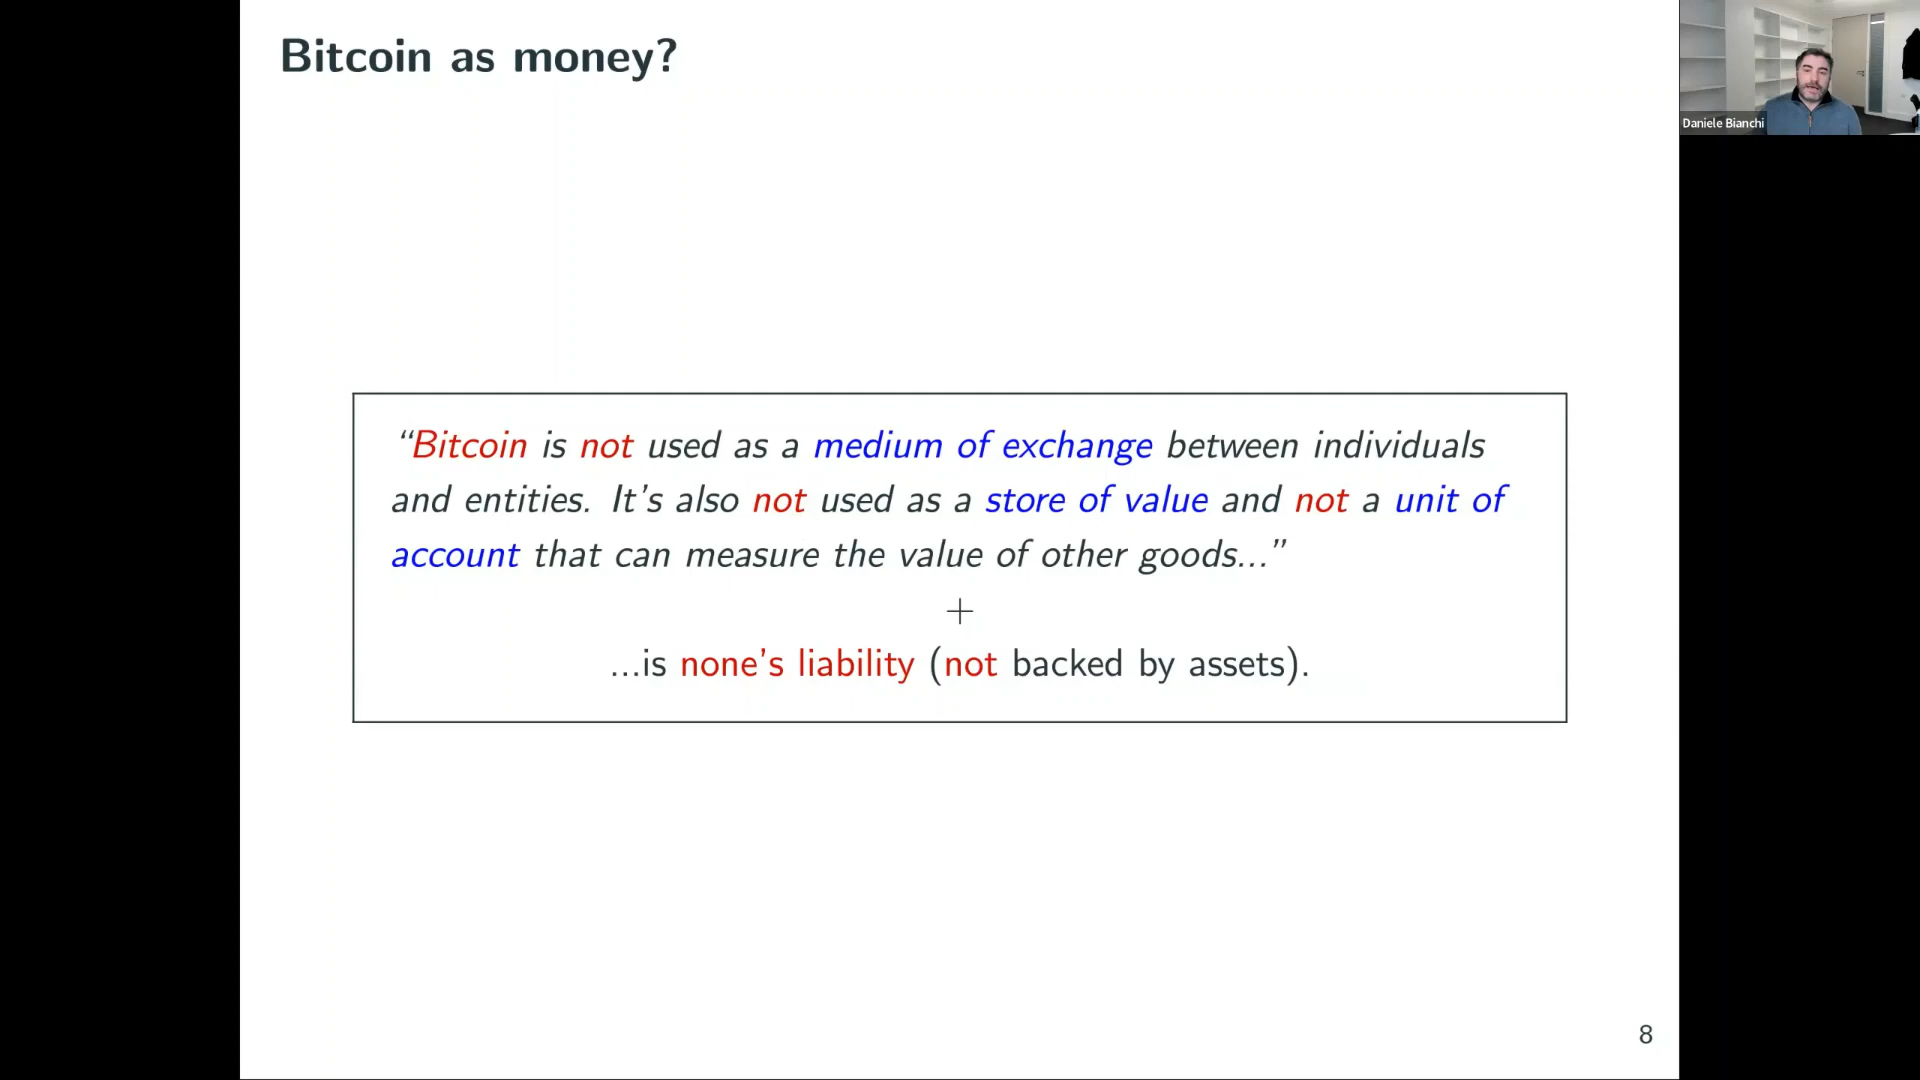 Bitcoin as money?
Daniele Bianchi
“Bitcoin is not used as a medium of exchange between individuals
and entities. It’s also not used as a store of value and not a unit of
account that can measure the value of other goods...”
+
...is none’s liability (not backed by assets).
8